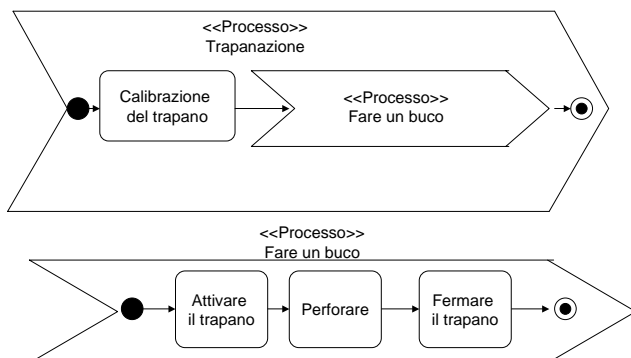 <<Processo>>
Trapanazione
Calibrazione
del trapano
<<Processo>>
Fare un buco
<<Processo>>
Fare un buco
Attivare
il trapano
Perforare
Fermare
il trapano